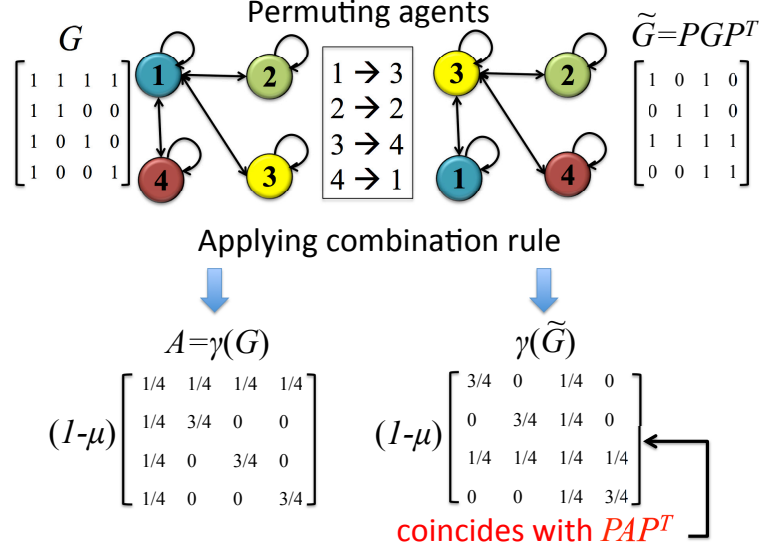 Permuting agents
G
1 1 1 1
1 1 0 0
1 0 1 0
1 0 0 1
1
2
4
3
1 → 3
2 → 2
3 → 4
4 → 1
3
2
1
4
G̃=PGPᵀ
1 0 1 0
0 1 1 0
1 1 1 1
0 0 1 1
Applying combination rule
A=γ(G)
(1-μ)
1/4 1/4 1/4 1/4
1/4 3/4 0 0
1/4 0 3/4 0
1/4 0 0 3/4
γ(G̃)
(1-μ)
3/4 0 1/4 0
0 3/4 1/4 0
1/4 1/4 1/4 1/4
0 0 1/4 3/4
coincides with PAPᵀ